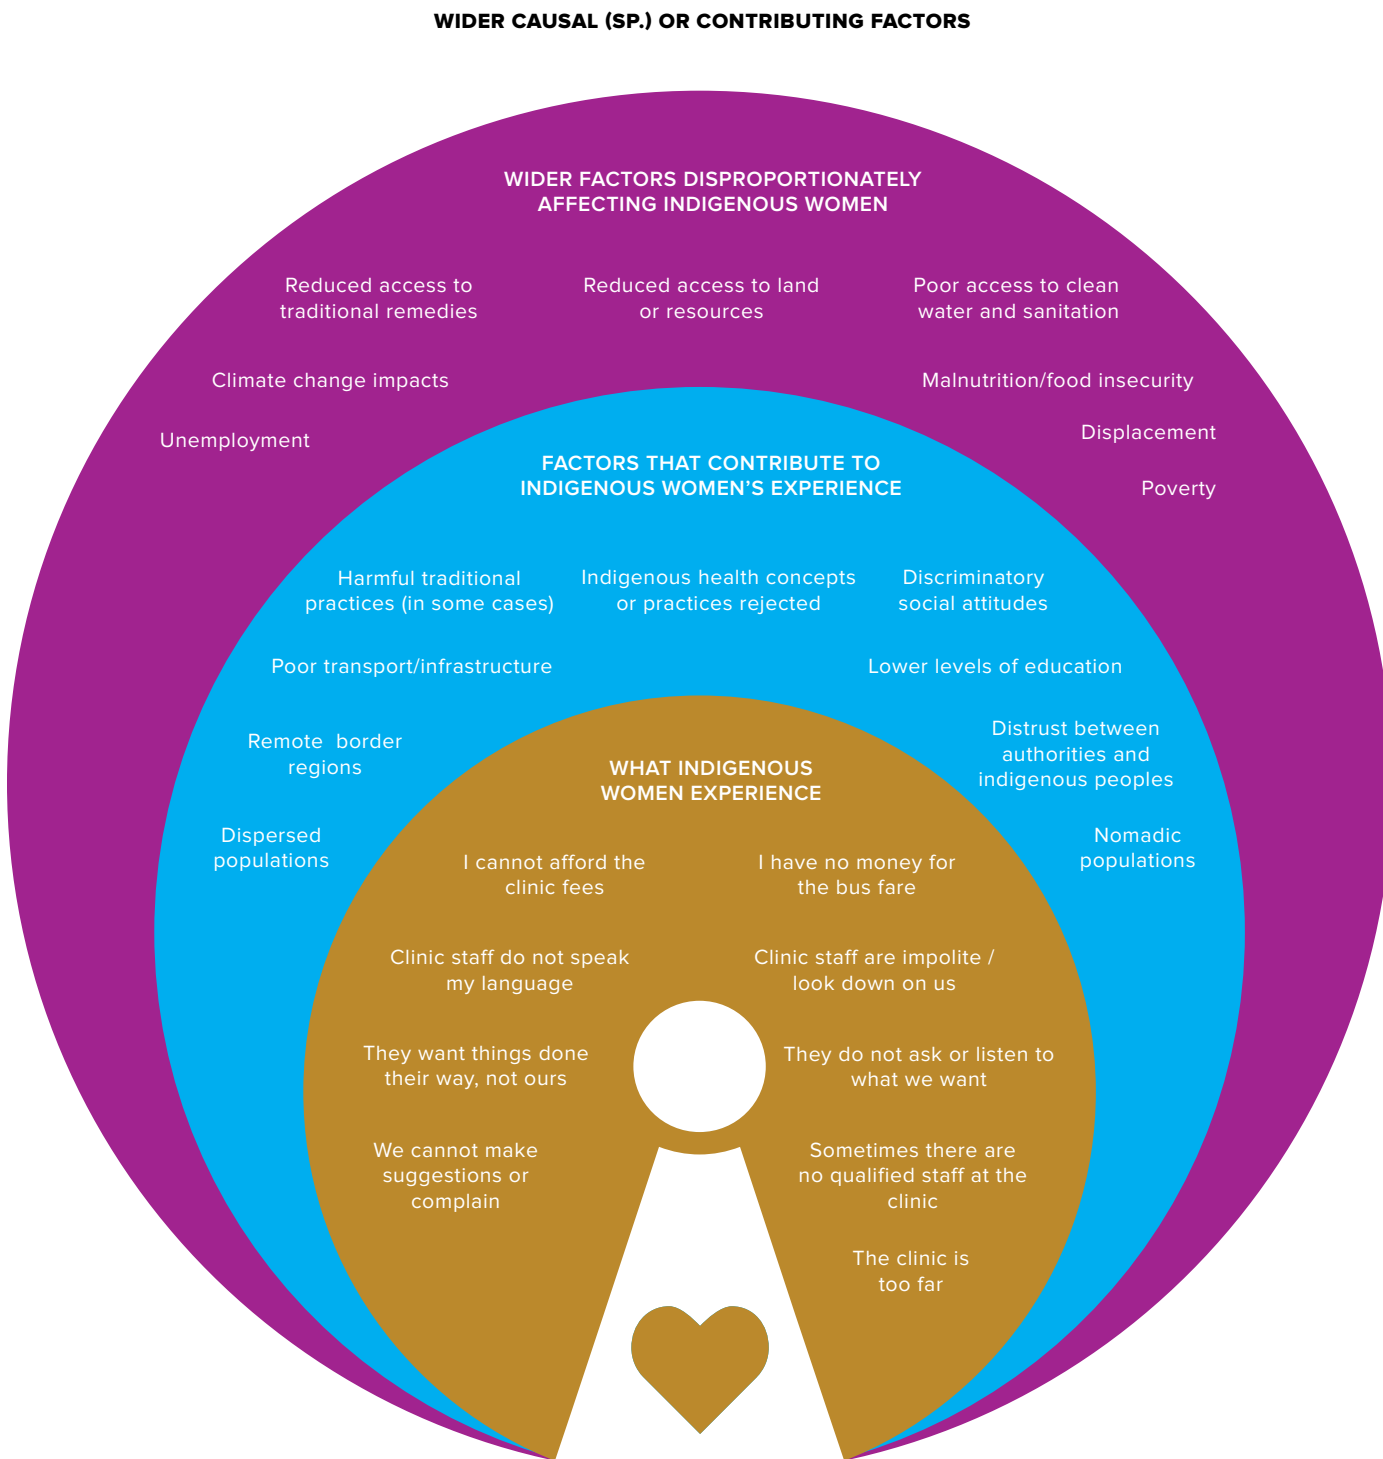 WIDER CAUSAL (SP.) OR CONTRIBUTING FACTORS
WIDER FACTORS DISPROPORTIONATELY
AFFECTING INDIGENOUS WOMEN
Reduced access to
traditional remedies
Reduced access to land
or resources
Poor access to clean
water and sanitation
Climate change impacts
Malnutrition/food insecurity
Unemployment
Displacement
Poverty
FACTORS THAT CONTRIBUTE TO
INDIGENOUS WOMEN’S EXPERIENCE
Harmful traditional
practices (in some cases)
Indigenous health concepts
or practices rejected
Discriminatory
social attitudes
Poor transport/infrastructure
Lower levels of education
Remote border
regions
Distrust between
authorities and
indigenous peoples
Dispersed
populations
Nomadic
populations
WHAT INDIGENOUS
WOMEN EXPERIENCE
I cannot afford the
clinic fees
I have no money for
the bus fare
Clinic staff do not speak
my language
Clinic staff are impolite /
look down on us
They want things done
their way, not ours
They do not ask or listen to
what we want
We cannot make
suggestions or
complain
Sometimes there are
no qualified staff at the
clinic
The clinic is
too far